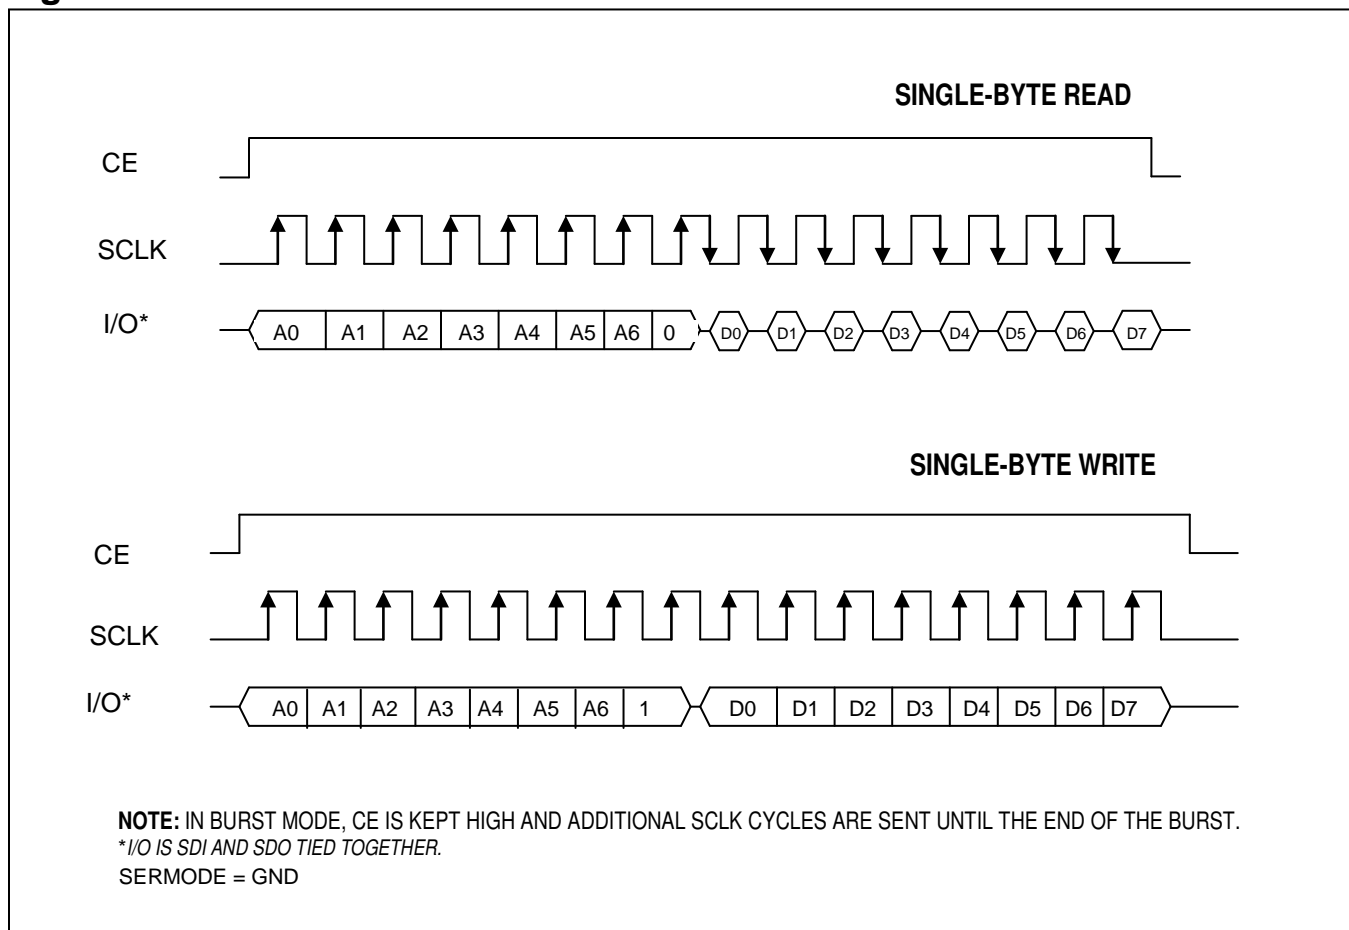 SINGLE-BYTE READ
CE
SCLK
I/O*
A0 A1 A2 A3 A4 A5 A6 0 D0 D1 D2 D3 D4 D5 D6 D7
SINGLE-BYTE WRITE
CE
SCLK
I/O*
A0 A1 A2 A3 A4 A5 A6 1 D0 D1 D2 D3 D4 D5 D6 D7
NOTE: IN BURST MODE, CE IS KEPT HIGH AND ADDITIONAL SCLK CYCLES ARE SENT UNTIL THE END OF THE BURST.
*I/O IS SDI AND SDO TIED TOGETHER.
SERMODE = GND